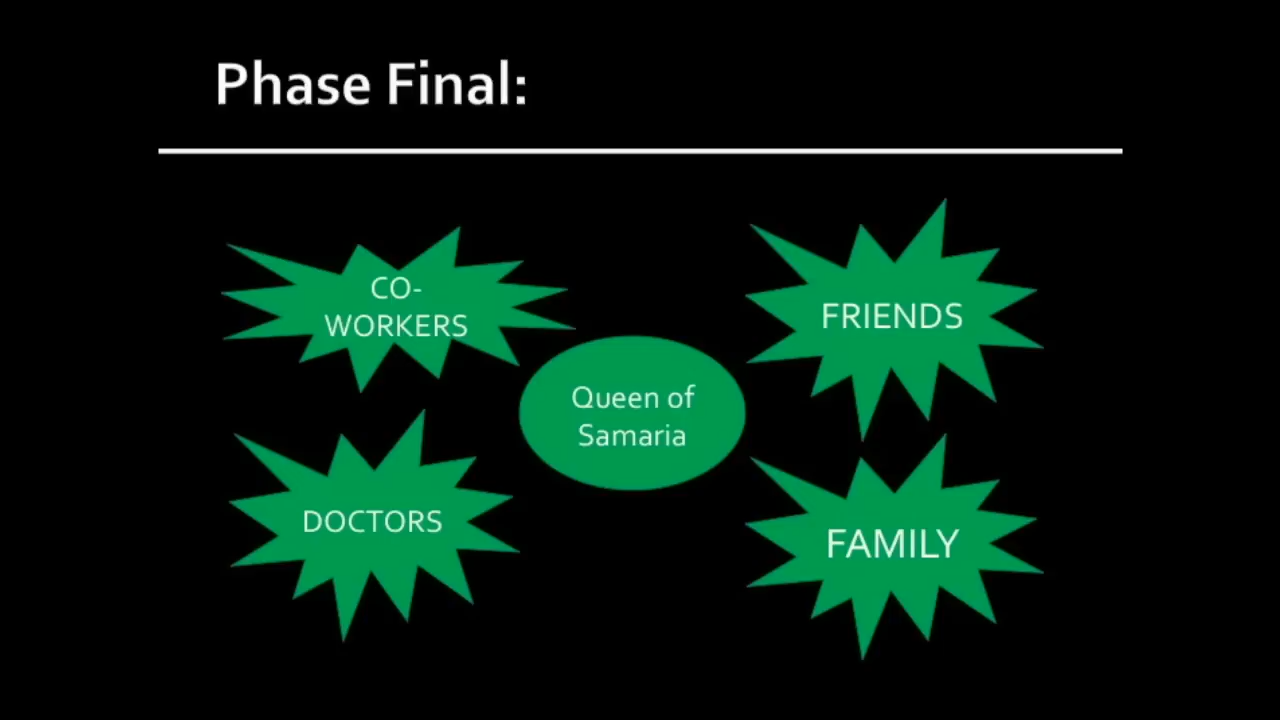 Phase Final:
CO-
WORKERS
FRIENDS
Queen of
Samaria
DOCTORS
FAMILY